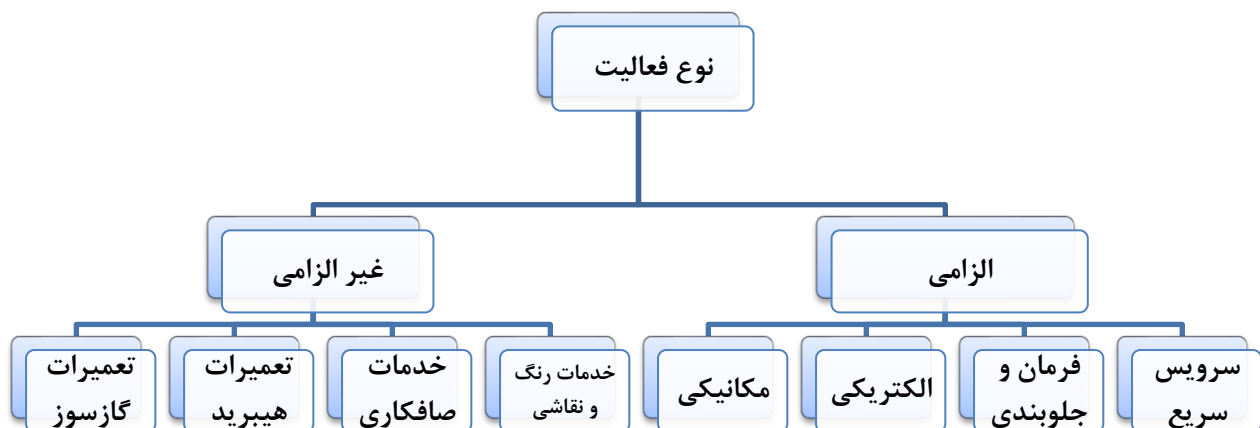 نوع فعالیت
الزامی
غیر الزامی
سرویس
سریع
فرمان و
جلوبندی
الکتریکی
مکانیکی
خدمات رنگ
و نقاشی
خدمات
صافکاری
تعمیرات
هیبرید
تعمیرات
گازسوز